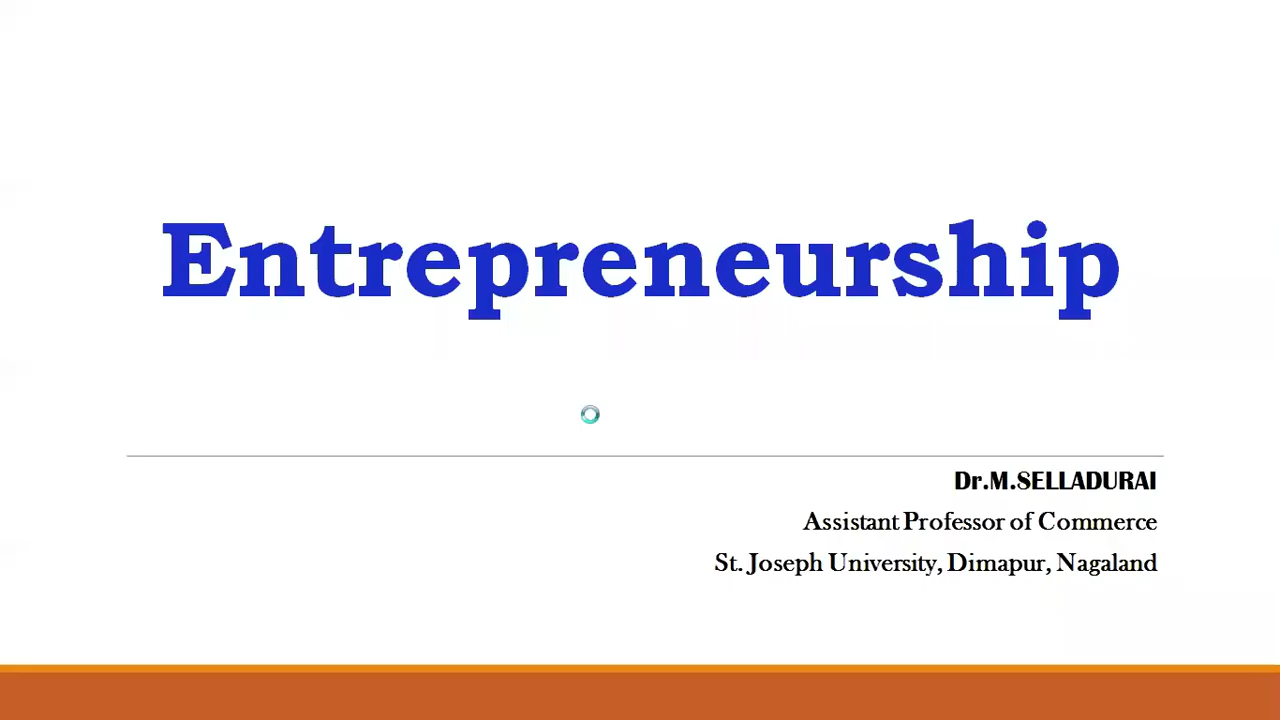 Entrepreneurship
Dr.M.SELLADURAI
Assistant Professor of Commerce
St. Joseph University, Dimapur, Nagaland